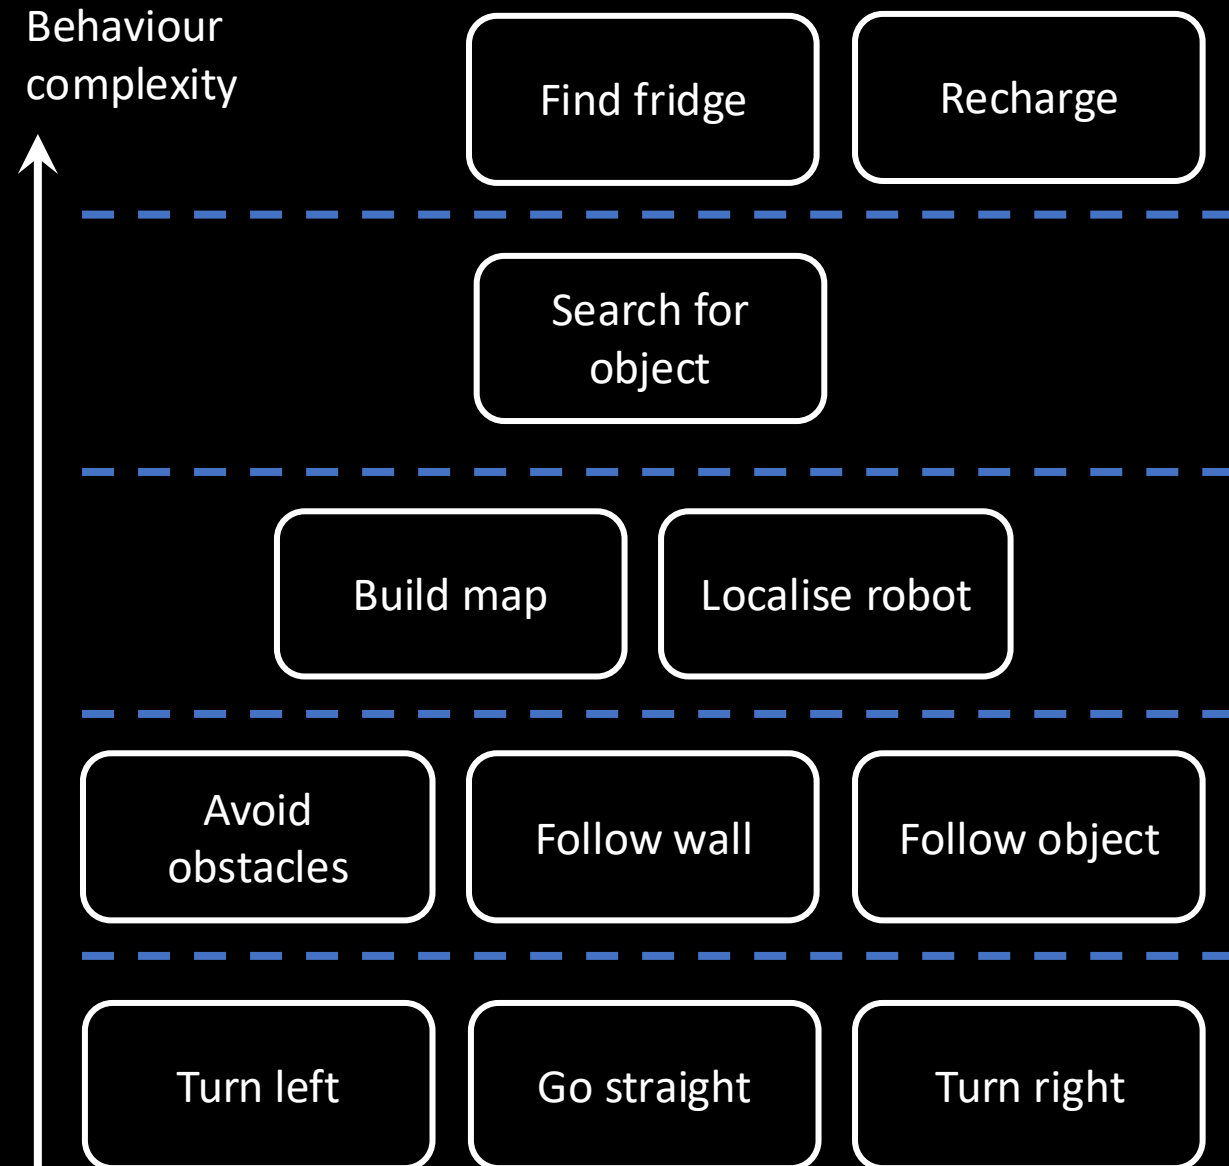 Behaviour
complexity
Find fridge
Recharge
Search for
object
Build map
Localise robot
Avoid
obstacles
Follow wall
Follow object
Turn left
Go straight
Turn right